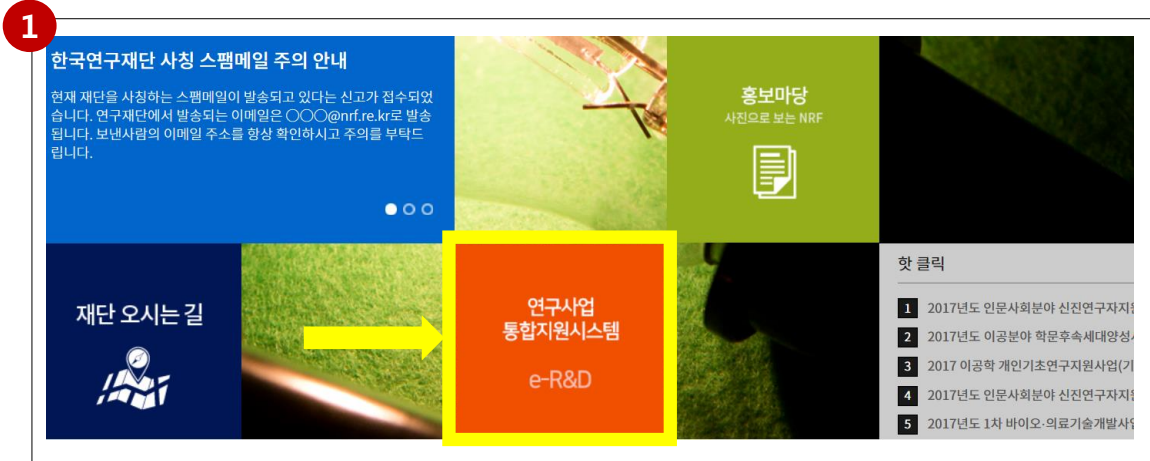 1
한국연구재단 사칭 스팸메일 주의 안내
현재 재단을 사칭하는 스팸메일이 발송되고 있다는 신고가 접수되었
습니다. 연구재단에서 발송되는 이메일은 〇〇〇@nrf.re.kr로 발송
됩니다. 보낸사람의 이메일 주소를 항상 확인하시고 주의를 부탁드
립니다.
홍보마당
사진으로 보는 NRF
재단 오시는 길
연구사업
통합지원시스템
e-R&D
핫 클릭
1 2017년도 인문사회분야 신진연구자지원
2 2017년도 이공분야 학문후속세대양성
3 2017 이공학 개인기초연구지원사업(기
4 2017년도 인문사회분야 신진연구자지원
5 2017년도 1차 바이오·의료기술개발사업